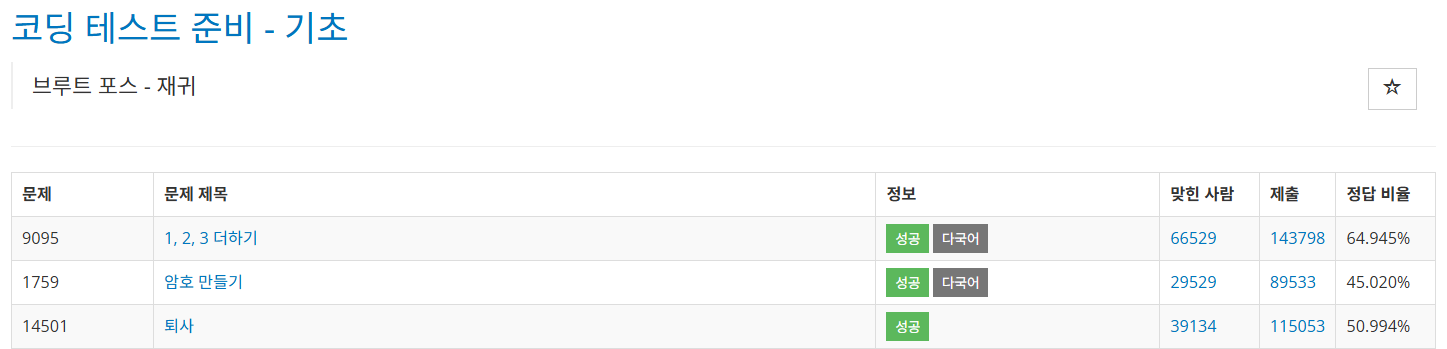 코딩 테스트 준비 - 기초
브루트 포스 - 재귀
문제 문제 제목 정보 맞힌 사람 제출 정답 비율
9095 1, 2, 3 더하기 성공 다국어 66529 143798 64.945%
1759 암호 만들기 성공 다국어 29529 89533 45.020%
14501 퇴사 성공 39134 115053 50.994%